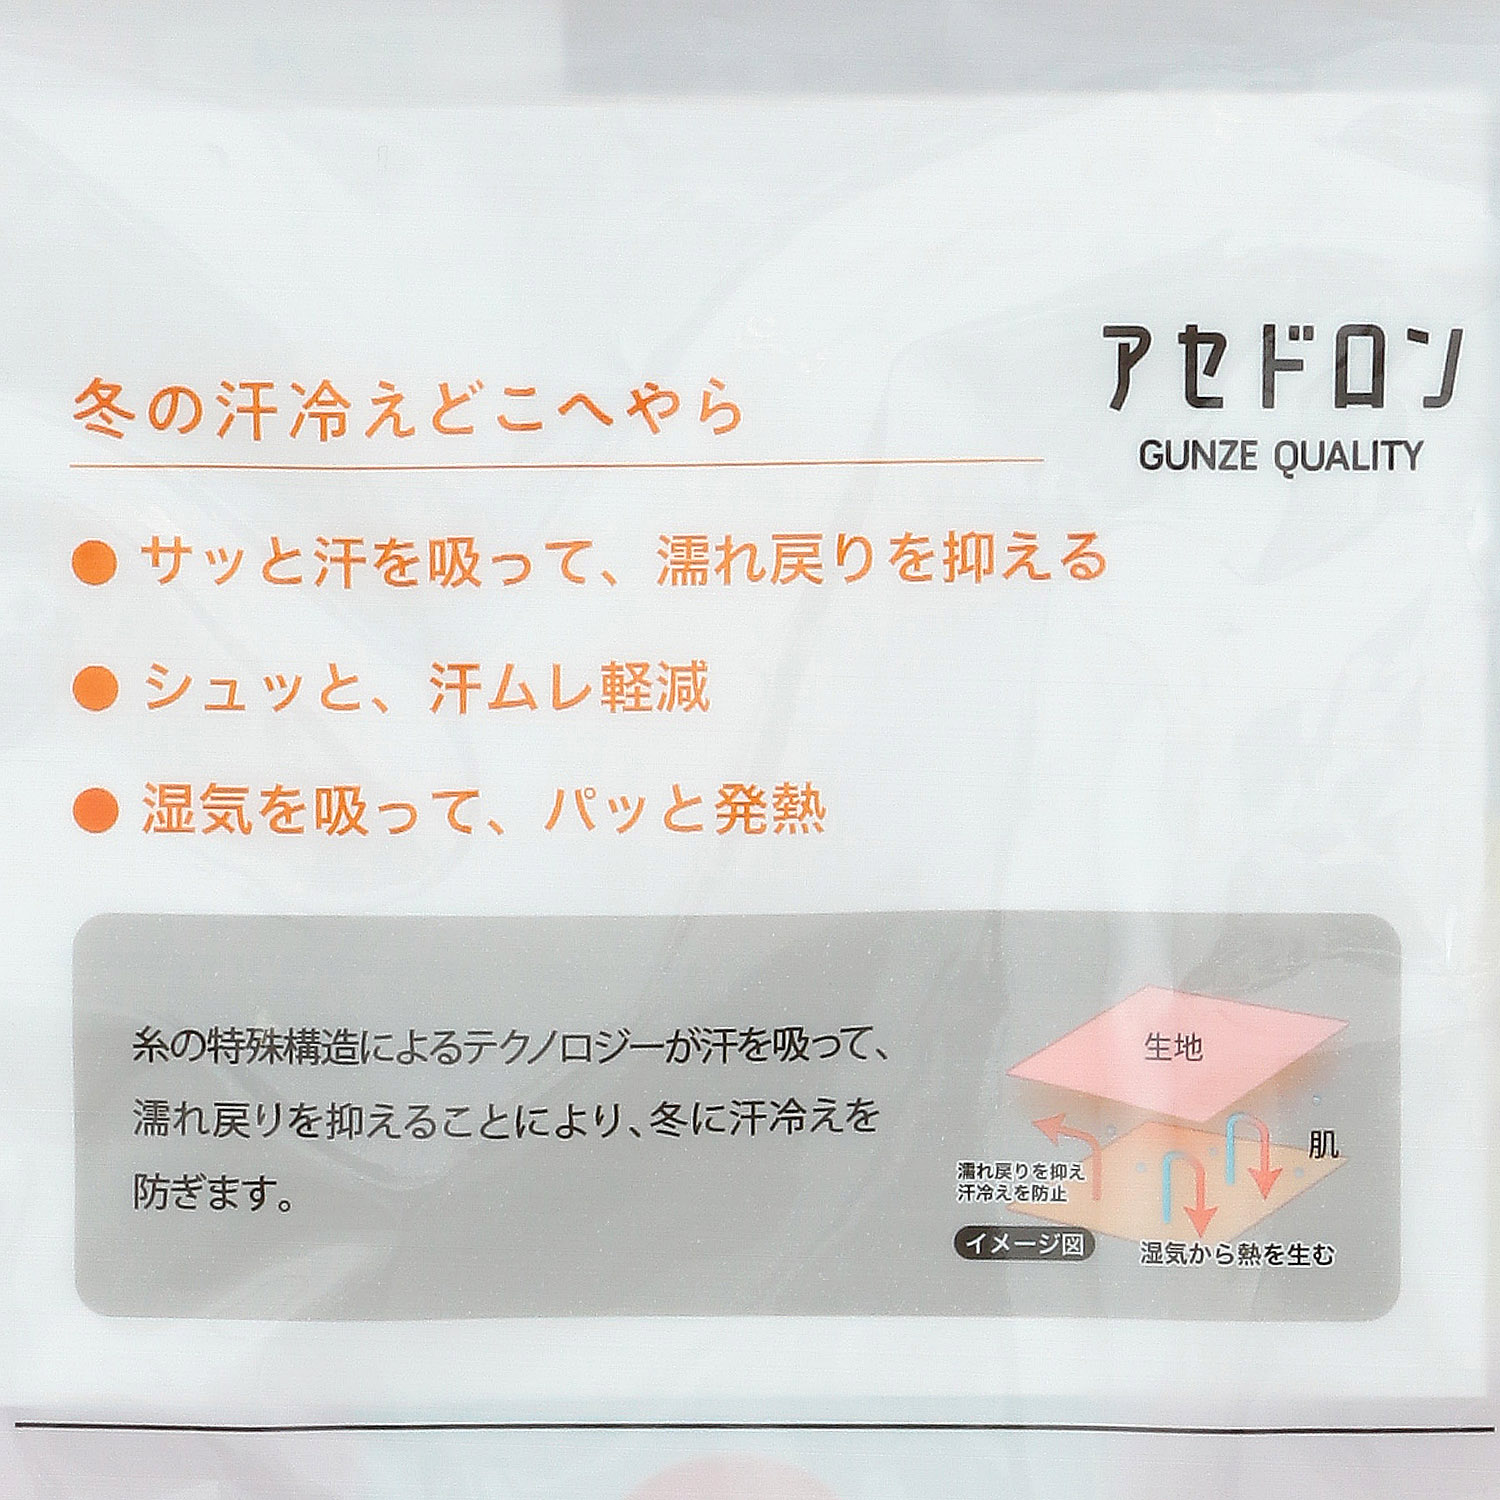 アセドロン
GUNZE QUALITY
冬の汗冷えどこへやら
● サッと汗を吸って、濡れ戻りを抑える
● シュッと、汗ムレ軽減
● 湿気を吸って、パッと発熱
糸の特殊構造によるテクノロジーが汗を吸って、
濡れ戻りを抑えることにより、冬に汗冷えを
防ぎます。
生地
肌
濡れ戻りを抑え
汗冷えを防止
イメージ図
湿気から熱を生む